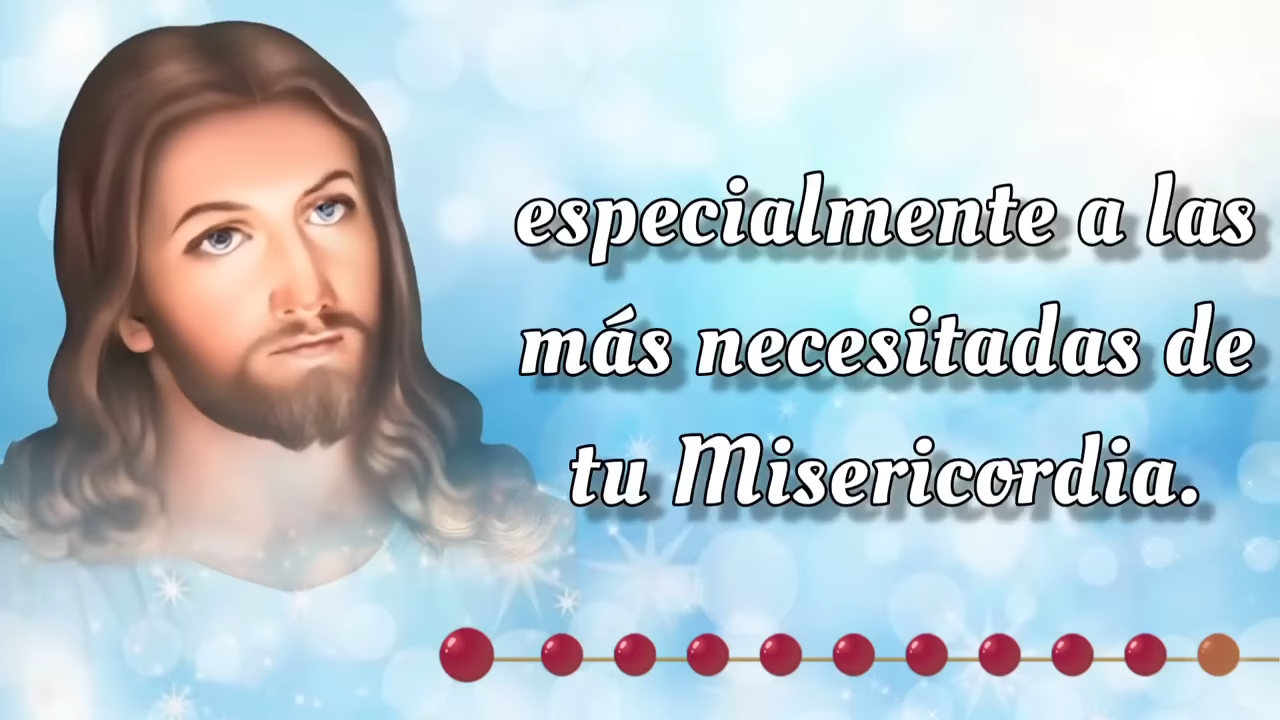 especialmente a las
más necesitadas de
tu Misericordia.